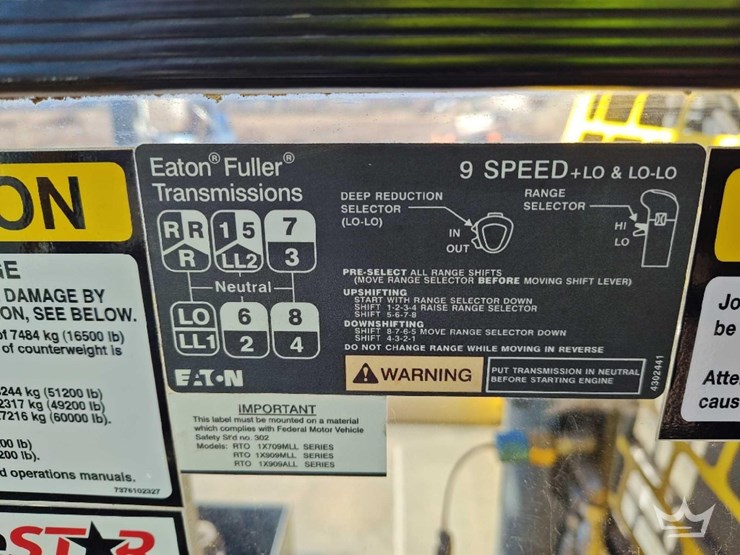 ON
GE
DAMAGE BY
ON, SEE BELOW.
of 7484 kg (16500 lb)
of counterweight is
244 kg (51200 lb)
2317 kg (49200 lb)
7216 kg (60000 lb).
00 lb)
200 lb).
d operations manuals.
7376102327
eSTAR
Eaton® Fuller®
Transmissions
9 SPEED +LO & LO-LO
R R
R
1 5
LL2
7
3
Neutral
LO
LL1
6
2
8
4
DEEP REDUCTION
SELECTOR
(LO-LO)
IN
OUT
RANGE
SELECTOR
HI
LO
PRE-SELECT ALL RANGE SHIFTS
(MOVE RANGE SELECTOR BEFORE MOVING SHIFT LEVER)
UPSHIFTING
START WITH RANGE SELECTOR DOWN
SHIFT 1-2-3-4 RAISE RANGE SELECTOR
SHIFT 5-6-7-8
DOWNSHIFTING
SHIFT 8-7-6-5 MOVE RANGE SELECTOR DOWN
SHIFT 4-3-2-1
DO NOT CHANGE RANGE WHILE MOVING IN REVERSE
EATON
WARNING
PUT TRANSMISSION IN NEUTRAL
BEFORE STARTING ENGINE
4302441
IMPORTANT
This label must be mounted on a material
which complies with Federal Motor Vehicle
Safety St'd no. 302
Models: RTO 1X709MLL SERIES
RTO 1X909MLL SERIES
RTO 1X909ALL SERIES
Jo
be
Atte
caus